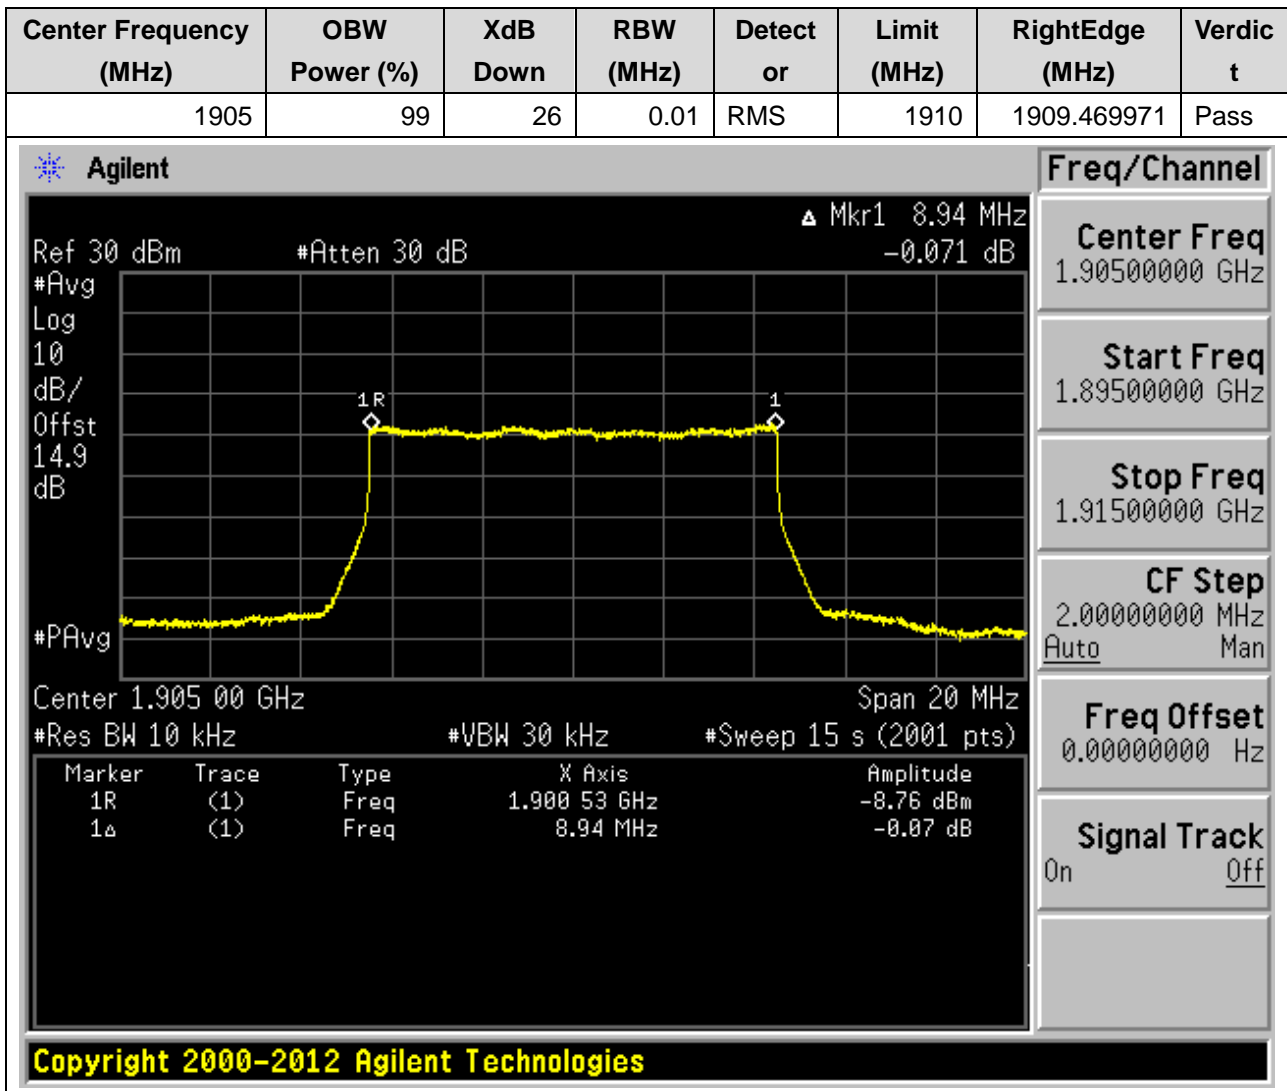 Center Frequency (MHz) OBW Power (%) XdB Down RBW (MHz) Detect or Limit (MHz) RightEdge (MHz) Verdic t
1905 99 26 0.01 RMS 1910 1909.469971 Pass
Agilent
Freq/Channel
Δ Mkr1 8.94 MHz
Ref 30 dBm #Atten 30 dB -0.071 dB
#Avg
Log
10
dB/
Offst
14.9
dB
1R
1
#PAvg
Center 1.905 00 GHz Span 20 MHz
#Res BW 10 kHz #VBW 30 kHz #Sweep 15 s (2001 pts)
Marker Trace Type X Axis Amplitude
1R (1) Freq 1.900 53 GHz -8.76 dBm
1Δ (1) Freq 8.94 MHz -0.07 dB
Center Freq
1.90500000 GHz
Start Freq
1.89500000 GHz
Stop Freq
1.91500000 GHz
CF Step
2.00000000 MHz
Auto Man
Freq Offset
0.00000000 Hz
Signal Track
On Off
Copyright 2000-2012 Agilent Technologies